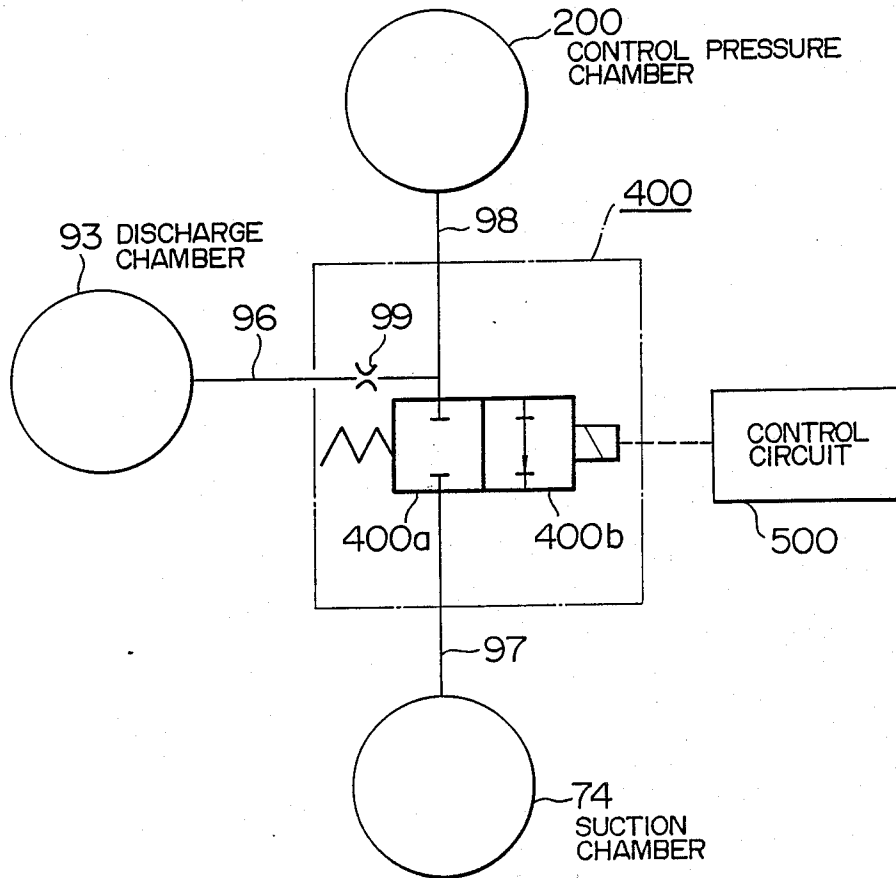 200
CONTROL PRESSURE
CHAMBER
400
98
93 DISCHARGE
CHAMBER
96
99
CONTROL
CIRCUIT
400a
400b
500
97
74
SUCTION
CHAMBER